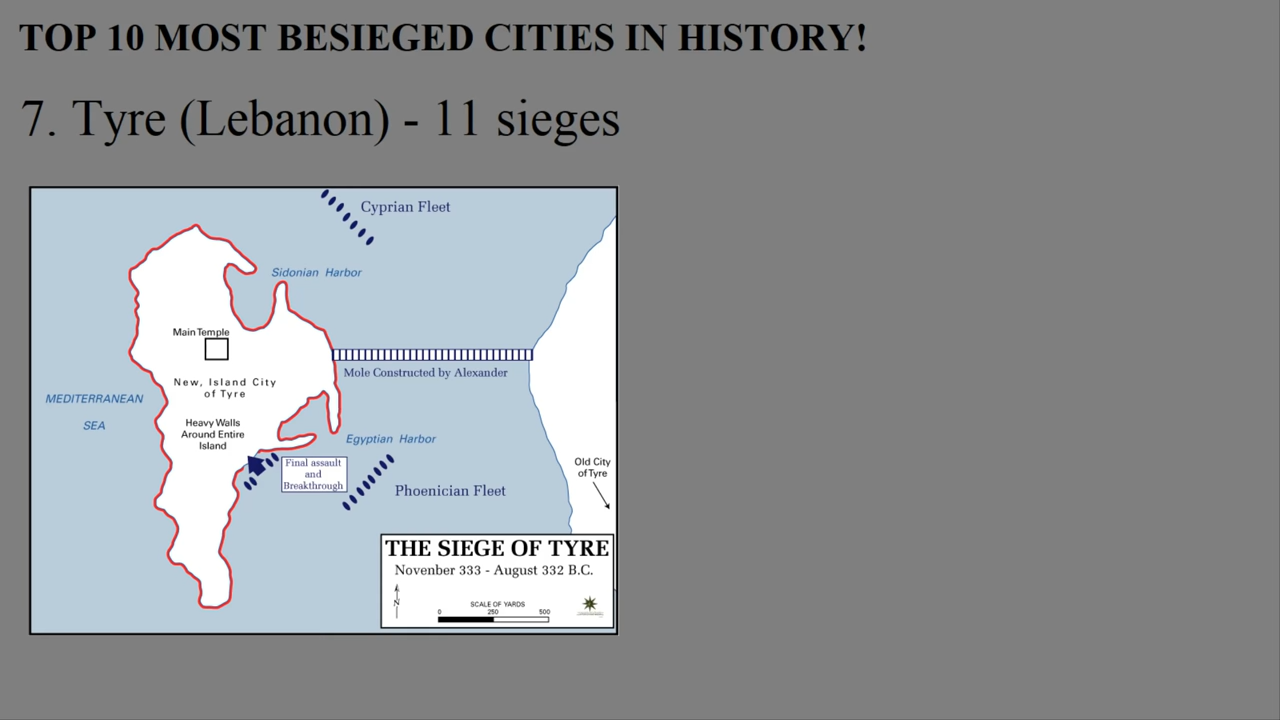 TOP 10 MOST BESIEGED CITIES IN HISTORY!
7. Tyre (Lebanon) - 11 sieges
Cyprian Fleet
Sidonian Harbor
Main Temple
Mole Constructed by Alexander
New, Island City
of Tyre
MEDITERRANEAN
SEA
Heavy Walls
Around Entire
Island
Egyptian Harbor
Final assault
and
Breakthrough
Phoenician Fleet
Old City
of Tyre
THE SIEGE OF TYRE
Novenber 333 - August 332 B.C.
N
SCALE OF YARDS
0 250 500